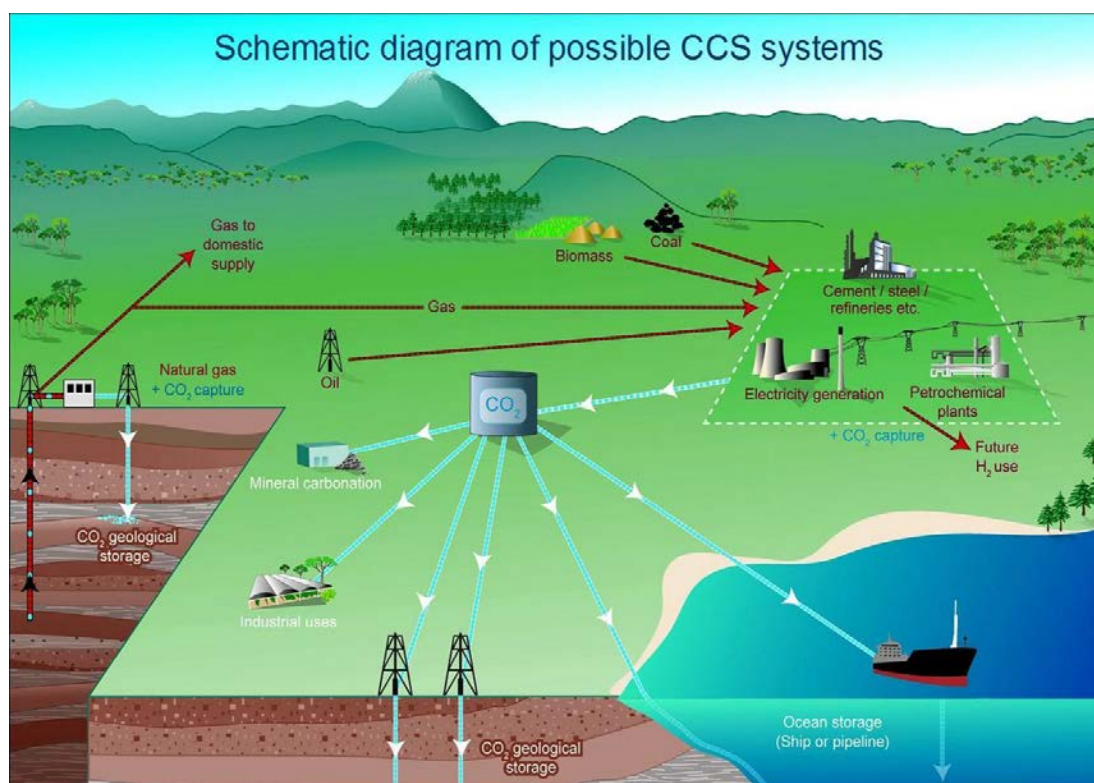 Schematic diagram of possible CCS systems
Gas to
domestic
supply
Biomass
Coal
Cement / steel /
refineries etc.
Gas
Oil
Natural gas
+ CO₂ capture
CO₂
Electricity generation
Petrochemical
plants
+ CO₂ capture
Future
H₂ use
Mineral carbonation
CO₂ geological
storage
Industrial uses
Ocean storage
(Ship or pipeline)
CO₂ geological
storage